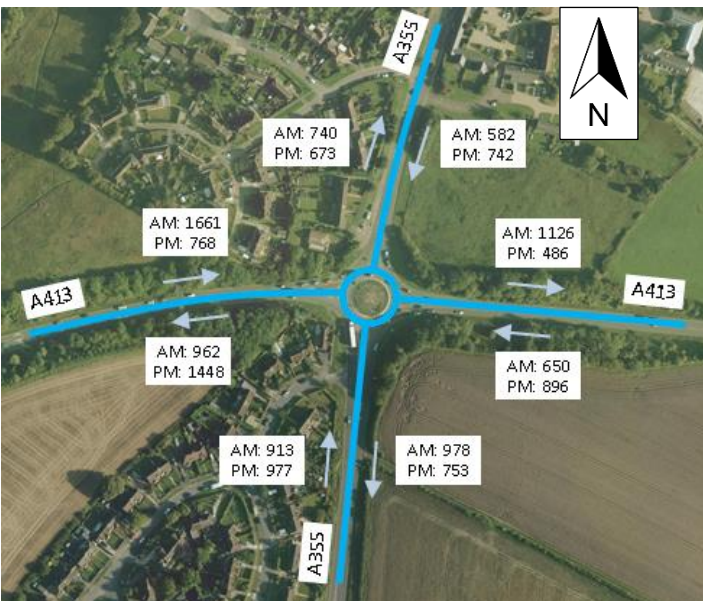 A355
N
AM: 740
PM: 673
AM: 582
PM: 742
AM: 1661
PM: 768
AM: 1126
PM: 486
A413
A413
AM: 962
PM: 1448
AM: 650
PM: 896
AM: 913
PM: 977
AM: 978
PM: 753
A355